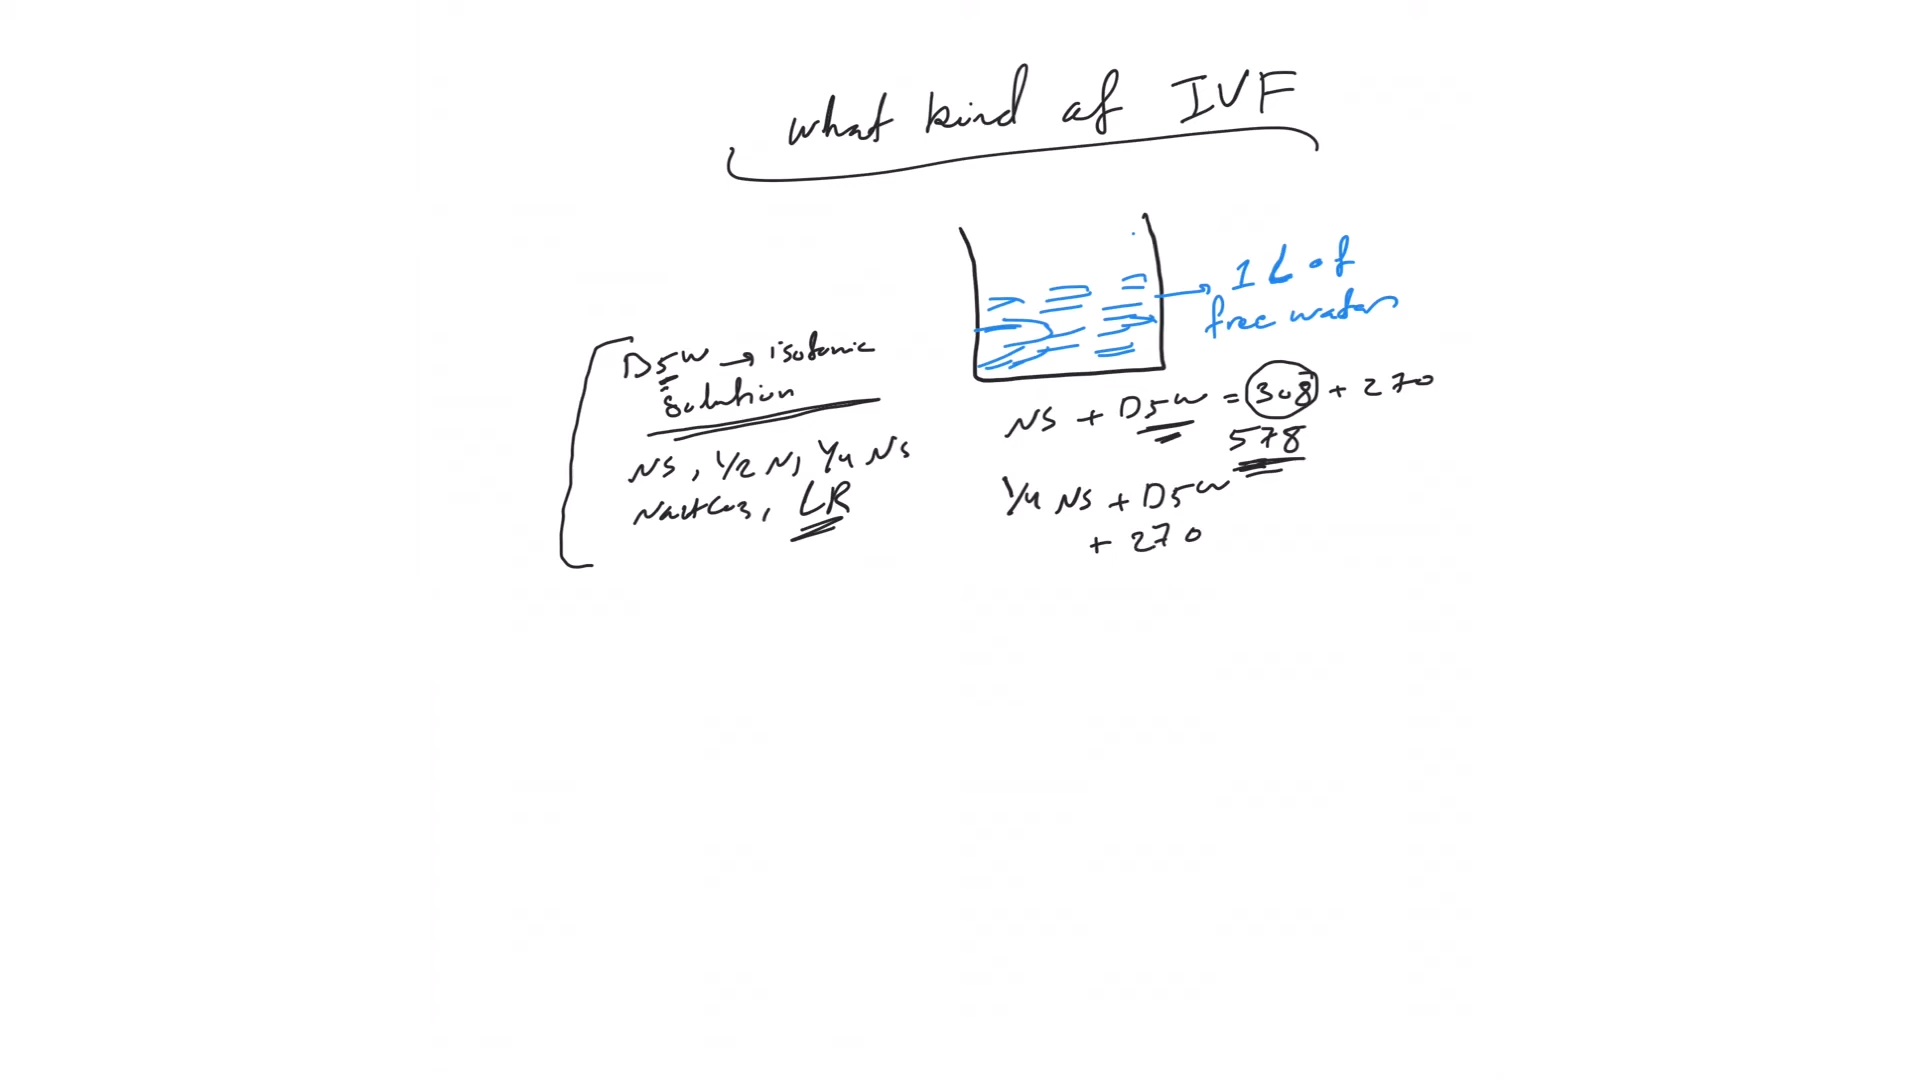 what kind of IVF
1 L of
free water
D5W → isotonic
solution
NS, 1/2 N, 1/4 NS
NaHCO3, LR
NS + D5W = 308 + 270
578
1/4 NS + D5W
+ 270